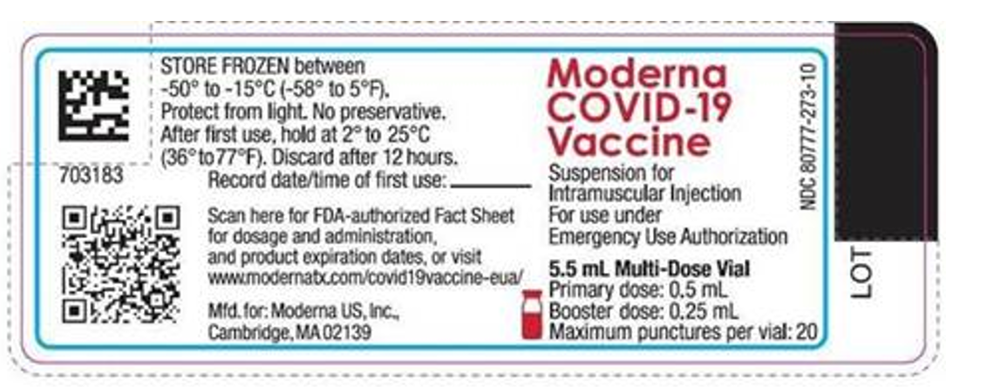 STORE FROZEN between
-50° to -15°C (-58° to 5°F).
Protect from light. No preservative.
After first use, hold at 2° to 25°C
(36° to 77°F). Discard after 12 hours.
Record date/time of first use:
703183
Scan here for FDA-authorized Fact Sheet
for dosage and administration,
and product expiration dates, or visit
www.modernatx.com/covid19vaccine-eua/
Mfd. for: Moderna US, Inc.,
Cambridge, MA 02139
Moderna
COVID-19
Vaccine
Suspension for
Intramuscular Injection
For use under
Emergency Use Authorization
5.5 mL Multi-Dose Vial
Primary dose: 0.5 mL
Booster dose: 0.25 mL
Maximum punctures per vial: 20
NDC 80777-273-10
LOT